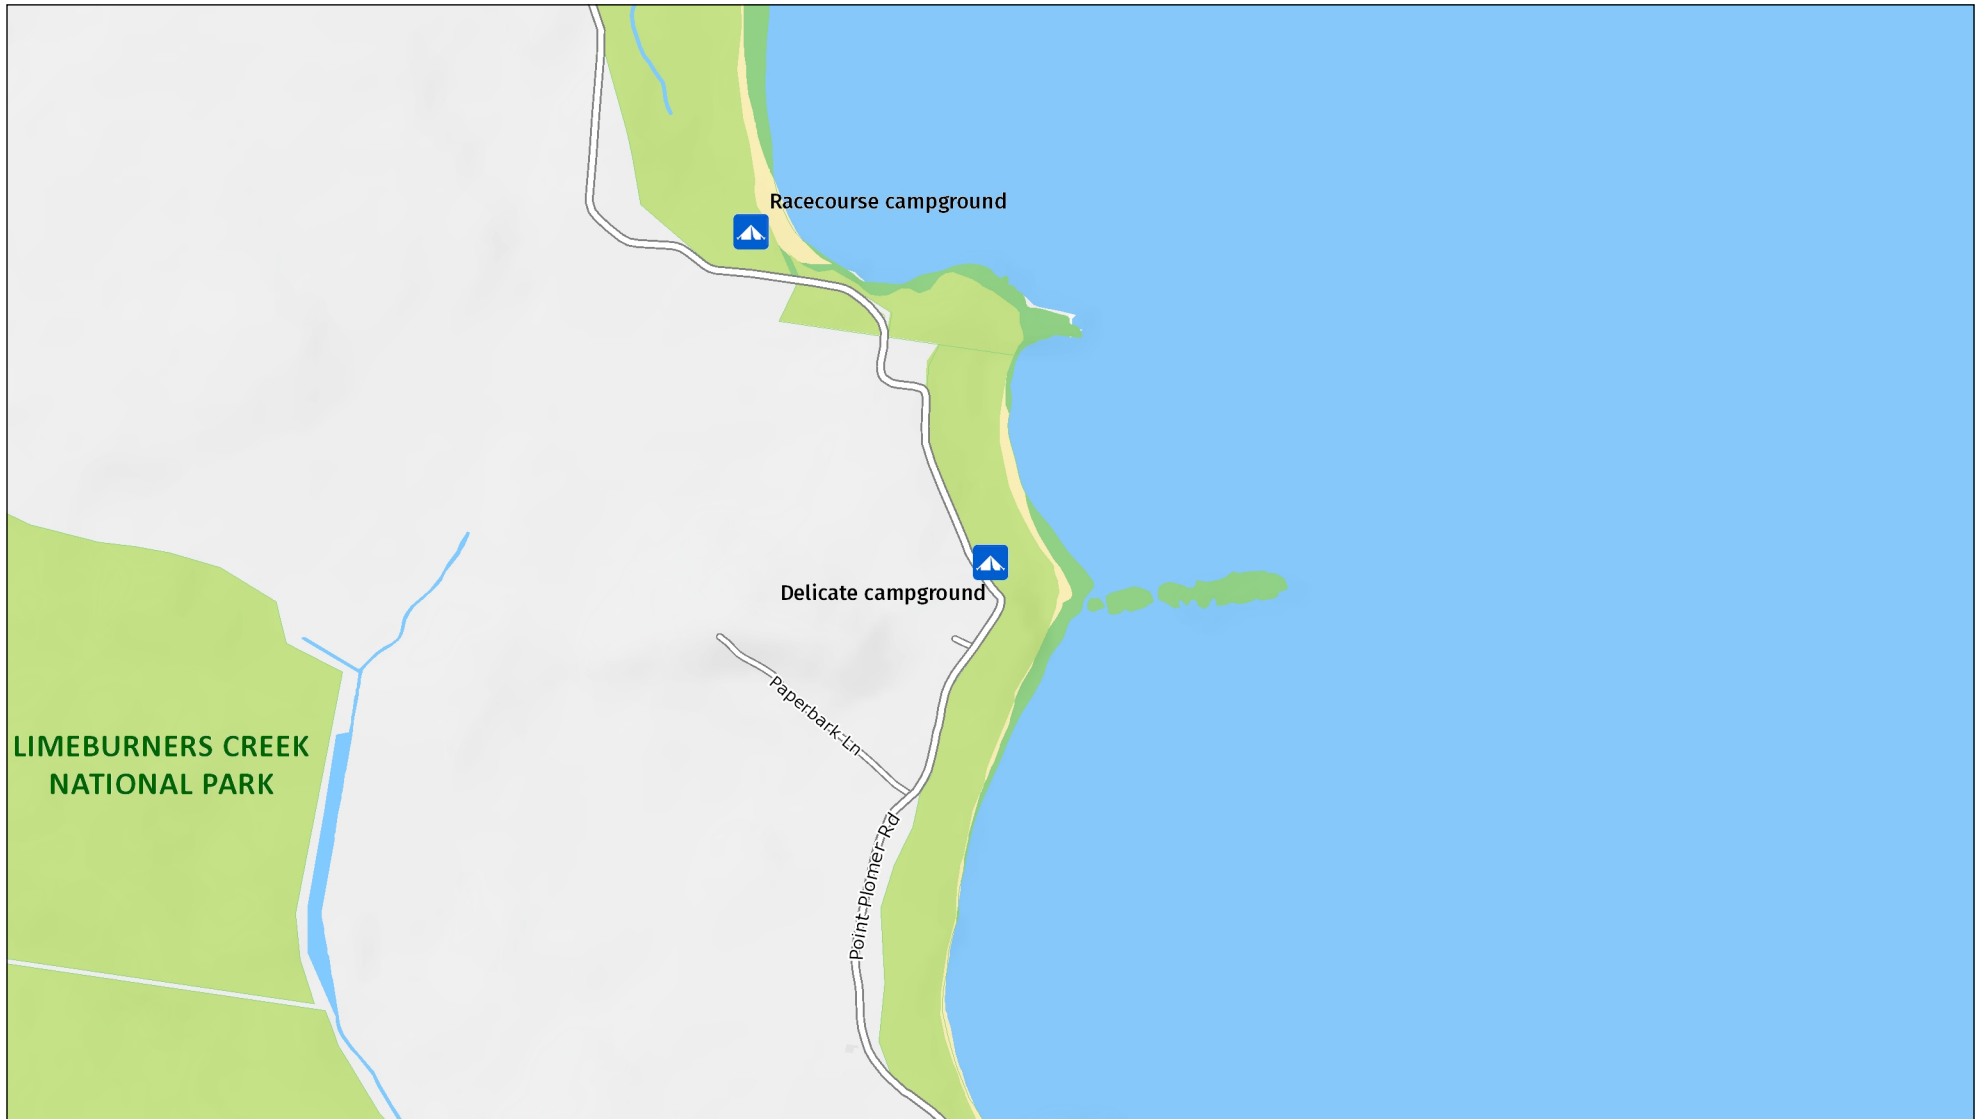 Racecourse campground
Delicate campground
Paperbark Ln
LIMEBURNERS CREEK
NATIONAL PARK
Point Plomer Rd